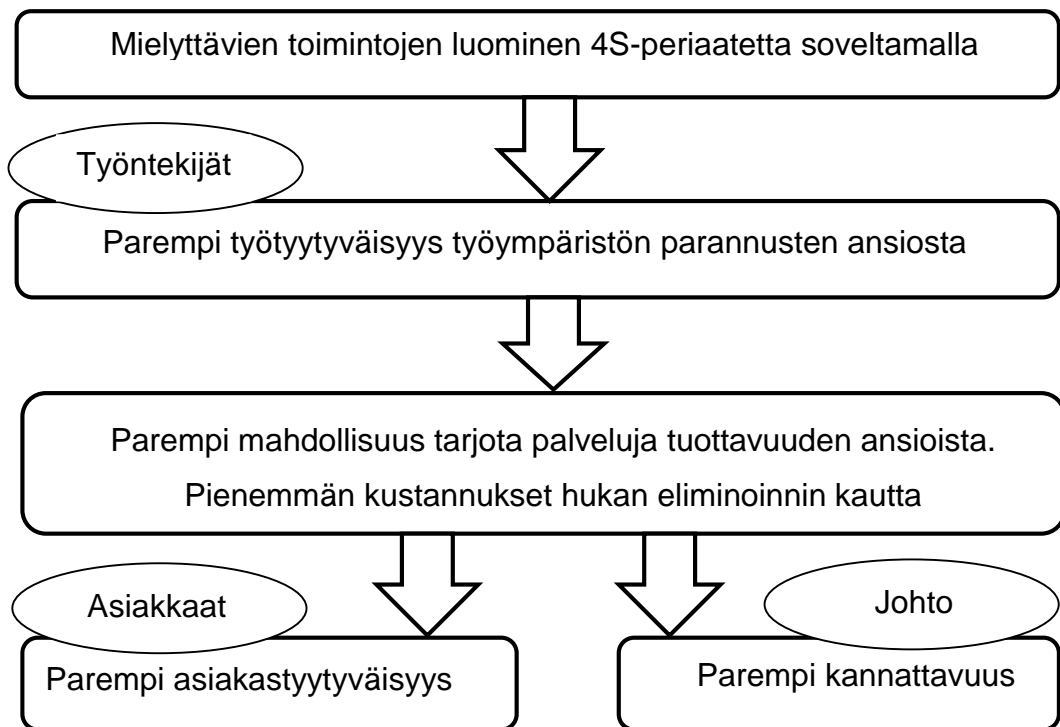 Mielyttävien toimintojen luominen 4S-periaatetta soveltamalla
Työntekijät
Parempi työtyytyväisyys työympäristön parannusten ansiosta
Parempi mahdollisuus tarjota palveluja tuottavuuden ansioista.
Pienemmän kustannukset hukan eliminoinnin kautta
Asiakkaat
Johto
Parempi asiakastyytyväisyys
Parempi kannattavuus